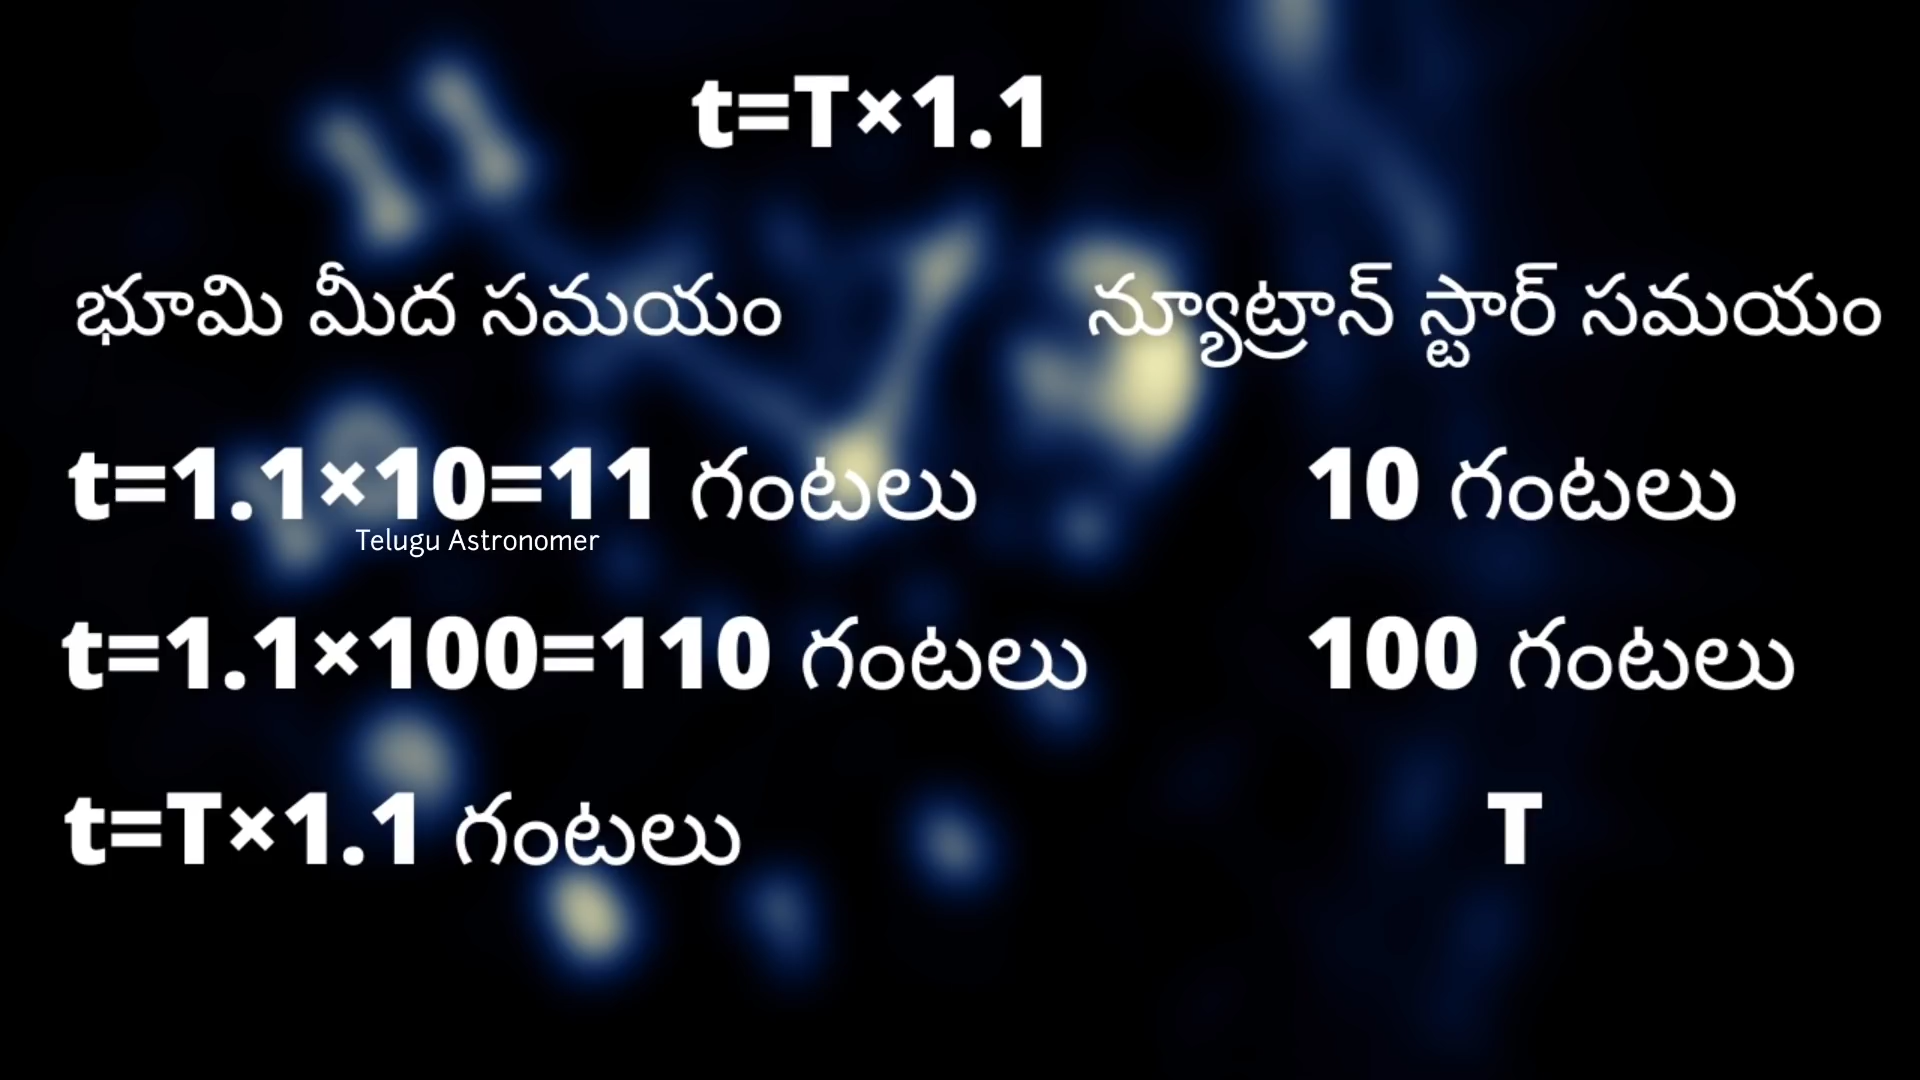 t=T×1.1
భూమి మీద సమయం న్యూట్రాన్ స్టార్ సమయం
t=1.1×10=11 గంటలు 10 గంటలు
Telugu Astronomer
t=1.1×100=110 గంటలు 100 గంటలు
t=T×1.1 గంటలు T